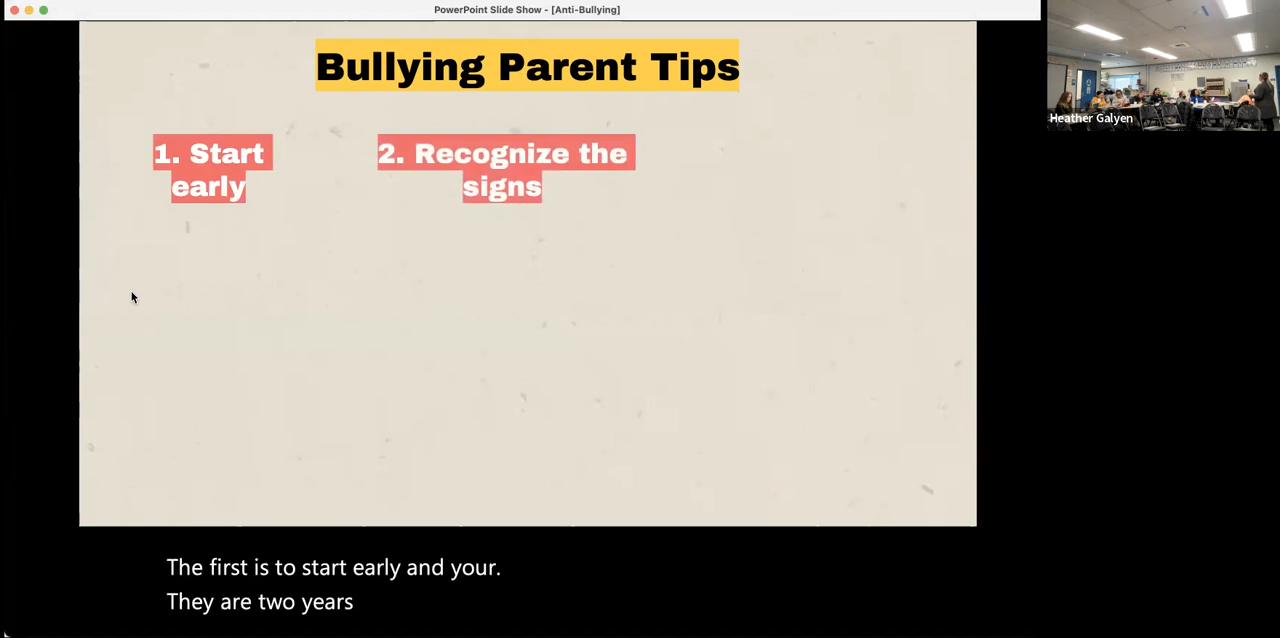 PowerPoint Slide Show - [Anti-Bullying]
Bullying Parent Tips
1. Start
early
2. Recognize the
signs
Heather Galyen
The first is to start early and your.
They are two years